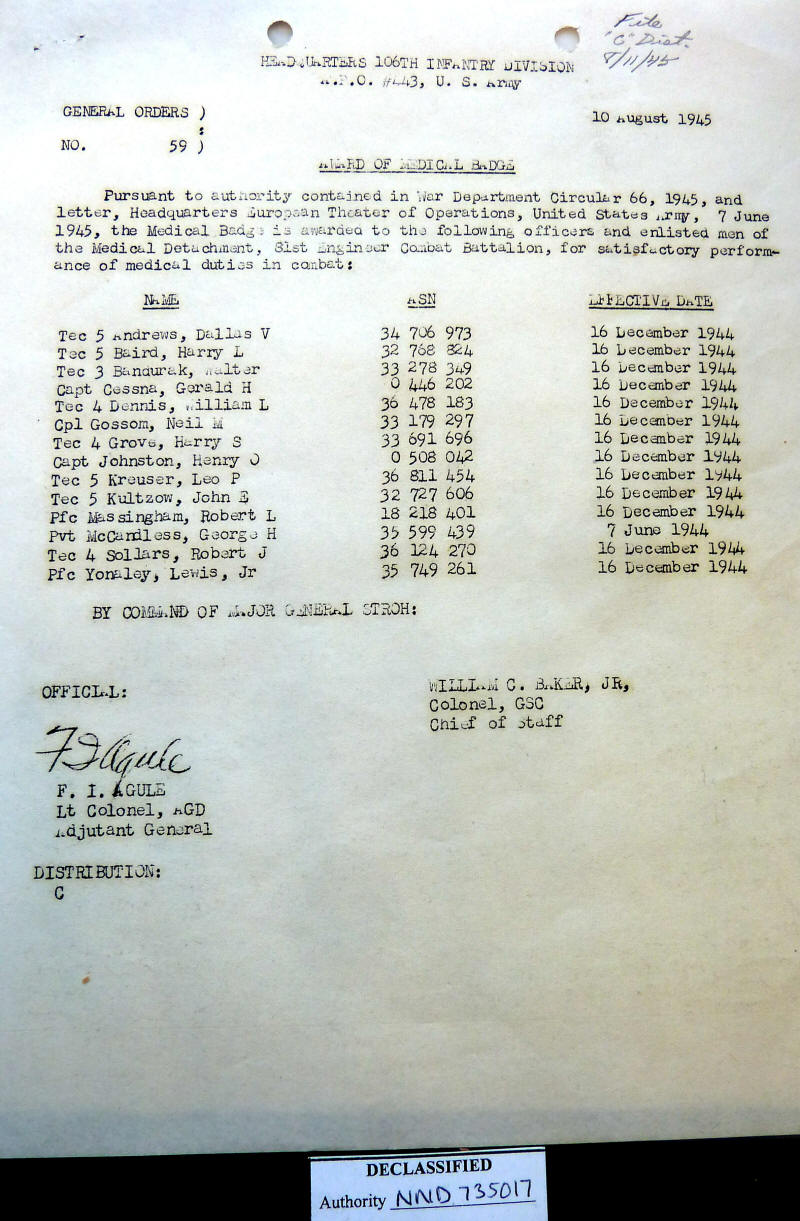 File
"C" Dist.
8/11/45
HEADQUARTERS 106TH INFANTRY DIVISION
A.P.O. #443, U. S. Army
GENERAL ORDERS )
:
NO. 59 )
10 August 1945
AWARD OF MEDICAL BADGE
Pursuant to authority contained in War Department Circular 66, 1945, and
letter, Headquarters European Theater of Operations, United States Army, 7 June
1945, the Medical Badge is awarded to the following officers and enlisted men of
the Medical Detachment, 81st Engineer Combat Battalion, for satisfactory perform-
ance of medical duties in combat:
NAME ASN EFFECTIVE DATE
Tec 5 Andrews, Dallas V 34 706 973 16 December 1944
Tec 5 Baird, Harry L 32 768 824 16 December 1944
Tec 3 Bandurak, Walter 33 278 349 16 December 1944
Capt Cessna, Gerald H 0 446 202 16 December 1944
Tec 4 Dennis, William L 36 478 183 16 December 1944
Cpl Gossom, Neil M 33 179 297 16 December 1944
Tec 4 Grove, Harry S 33 691 696 16 December 1944
Capt Johnston, Henry O 0 508 042 16 December 1944
Tec 5 Kreuser, Leo P 36 811 454 16 December 1944
Tec 5 Kultzow, John E 32 727 606 16 December 1944
Pfc Massingham, Robert L 18 218 401 16 December 1944
Pvt McCandless, George H 35 599 439 7 June 1944
Tec 4 Sollars, Robert J 36 124 270 16 December 1944
Pfc Yonaley, Lewis, Jr 35 749 261 16 December 1944
BY COMMAND OF MAJOR GENERAL STROH:
OFFICIAL:
WILLIAM C. BAKER, JR,
Colonel, GSC
Chief of Staff
F I Agule
F. I. AGULE
Lt Colonel, AGD
Adjutant General
DISTRIBUTION:
C
DECLASSIFIED
Authority NND 735017